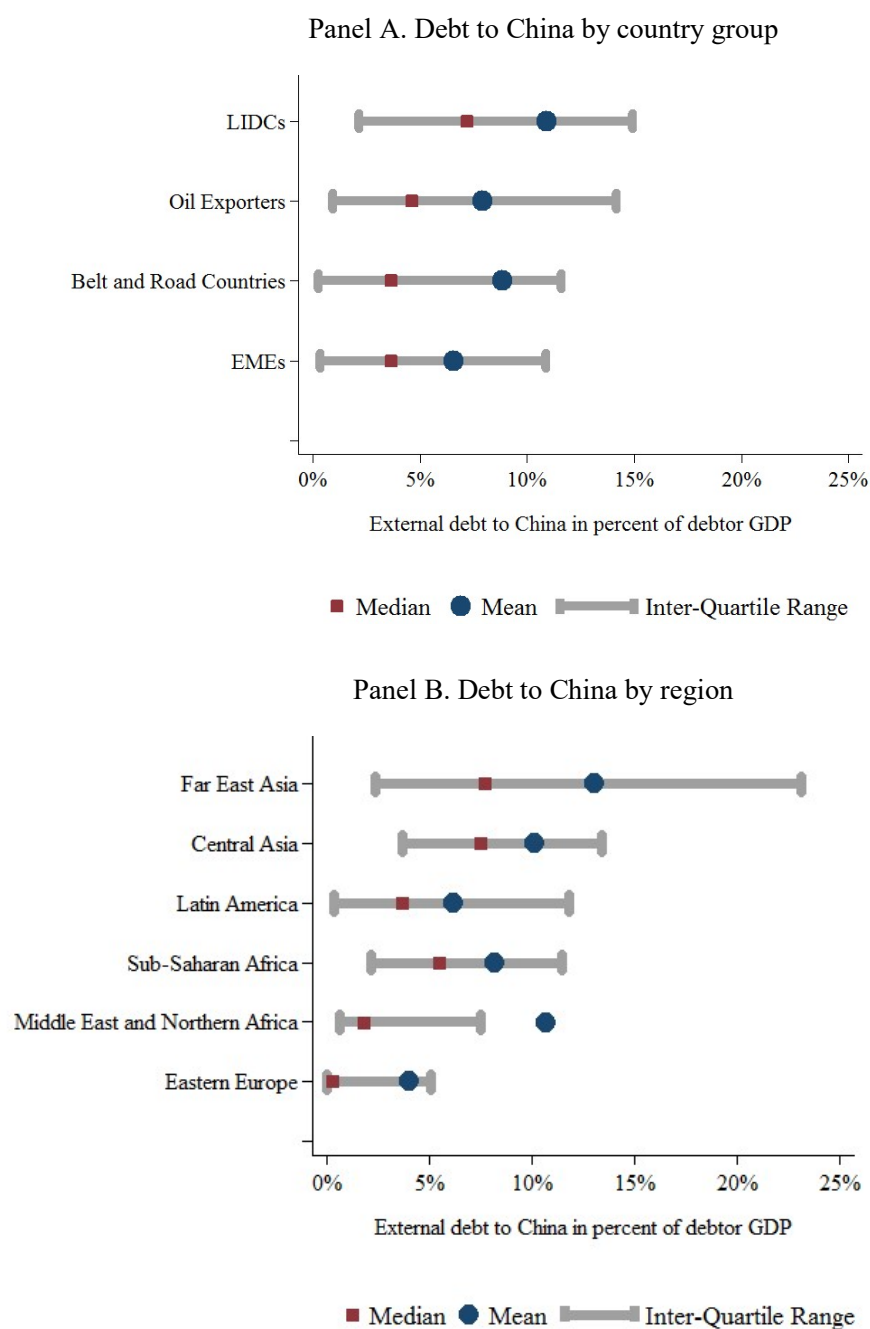 Panel A. Debt to China by country group
LIDCs
Oil Exporters
Belt and Road Countries
EMEs
0% 5% 10% 15% 20% 25%
External debt to China in percent of debtor GDP
Median Mean Inter-Quartile Range
Panel B. Debt to China by region
Far East Asia
Central Asia
Latin America
Sub-Saharan Africa
Middle East and Northern Africa
Eastern Europe
0% 5% 10% 15% 20% 25%
External debt to China in percent of debtor GDP
Median Mean Inter-Quartile Range